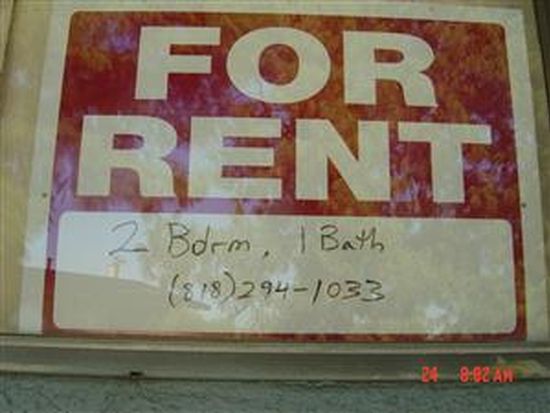 FOR
RENT
2 Bdrm, 1 Bath
(818)294-1033
24 8:02 AM